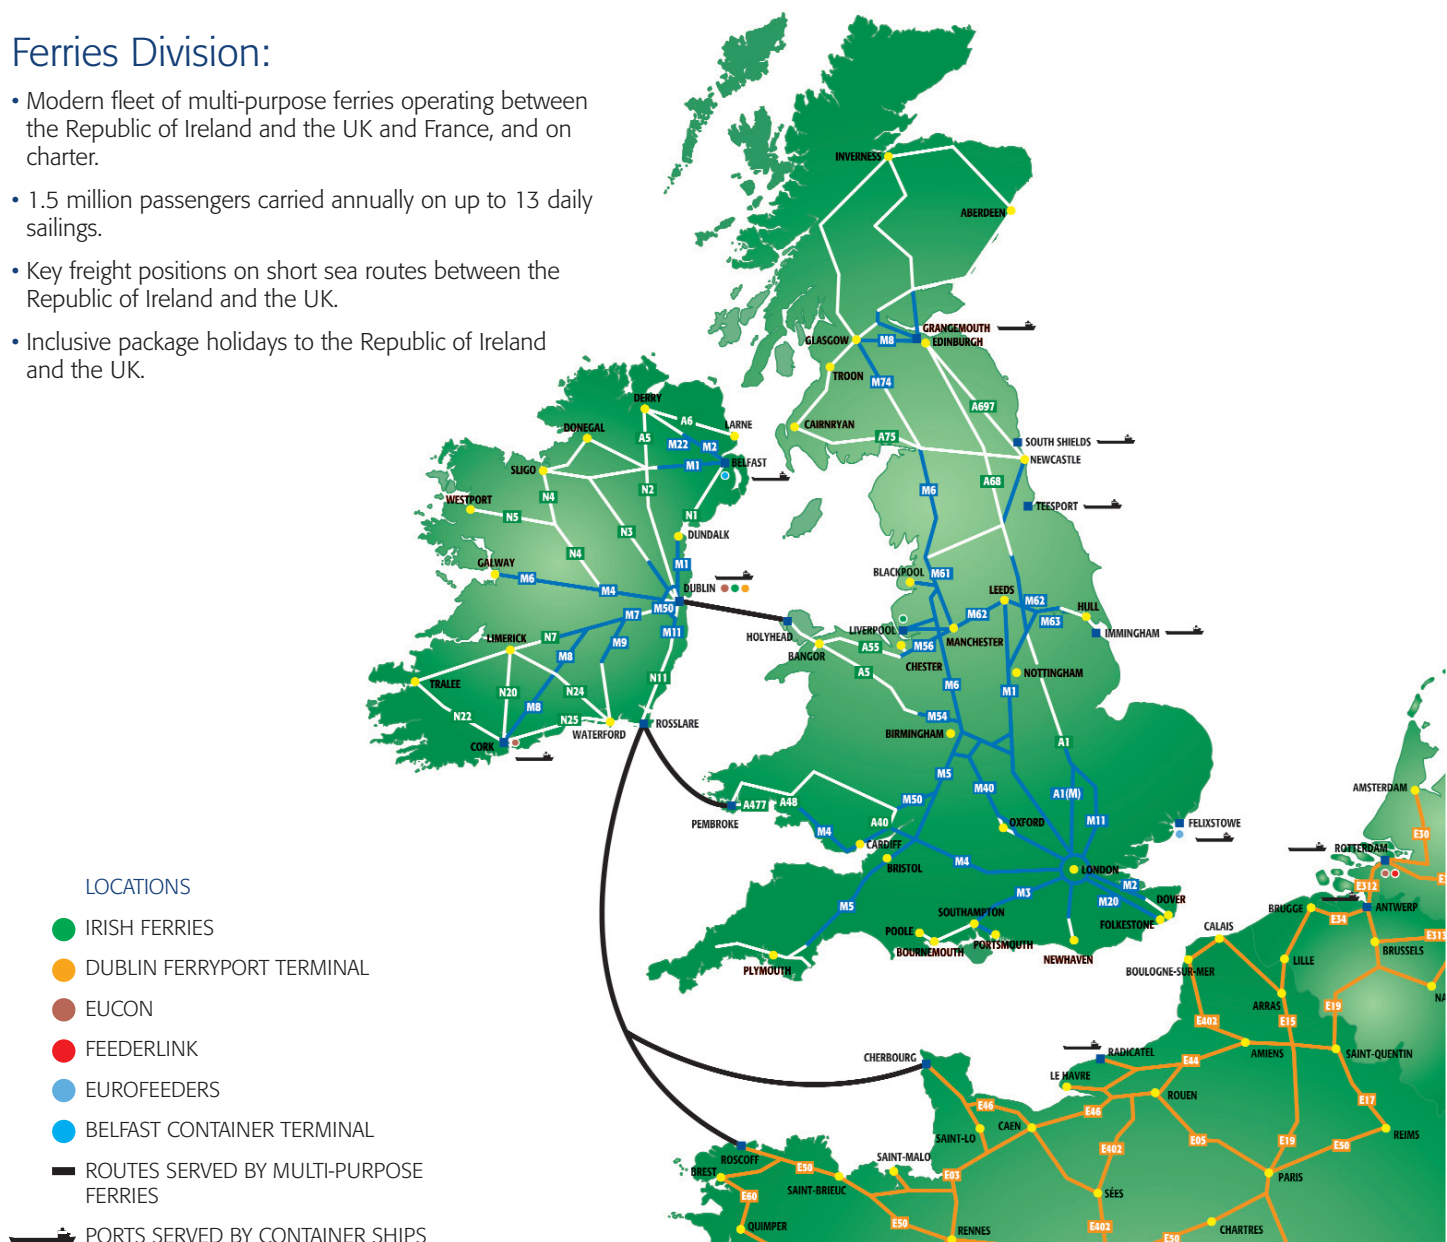 Ferries Division:
• Modern fleet of multi-purpose ferries operating between
the Republic of Ireland and the UK and France, and on
charter.
• 1.5 million passengers carried annually on up to 13 daily
sailings.
• Key freight positions on short sea routes between the
Republic of Ireland and the UK.
• Inclusive package holidays to the Republic of Ireland
and the UK.
INVERNESS
ABERDEEN
GRANGEMOUTH
GLASGOW
M8
EDINBURGH
TROON
M74
A697
CAIRNRYAN
A75
SOUTH SHIELDS
NEWCASTLE
A68
M6
TEESPORT
DERRY
A6
LARNE
DONEGAL
A5
M22
M2
SLIGO
M1
BELFAST
WESTPORT
N4
N2
N5
N1
N3
DUNDALK
N4
GALWAY
M1
M6
M4
DUBLIN
M50
M7
M11
LIMERICK
N7
M9
M8
TRALEE
N20
N24
N11
N22
M8
N25
ROSSLARE
CORK
WATERFORD
BLACKPOOL
M61
LEEDS
M62
HULL
M62
M63
LIVERPOOL
HOLYHEAD
MANCHESTER
IMMINGHAM
BANGOR
A55
M56
CHESTER
A5
NOTTINGHAM
M6
M1
M54
BIRMINGHAM
A1
M5
M40
A1(M)
M50
M11
PEMBROKE
A477
A48
OXFORD
FELIXSTOWE
M4
A40
CARDIFF
BRISTOL
M4
LONDON
M3
M2
M20
DOVER
M5
SOUTHAMPTON
FOLKESTONE
POOLE
BOURNEMOUTH
PORTSMOUTH
NEWHAVEN
PLYMOUTH
AMSTERDAM
E30
ROTTERDAM
E312
BRUGGE
ANTWERP
E34
CALAIS
E313
BRUSSELS
BOULOGNE-SUR-MER
LILLE
NA
ARRAS
E19
E402
E15
AMIENS
SAINT-QUENTIN
CHERBOURG
RADICATEL
E44
LE HAVRE
ROUEN
E17
E46
E46
CAEN
SAINT-LO
E402
E05
E19
E50
REIMS
ROSCOFF
SAINT-MALO
BREST
E50
E03
PARIS
SAINT-BRIEUC
E60
SÉES
QUIMPER
E50
RENNES
E402
CHARTRES
E50
LOCATIONS
IRISH FERRIES
DUBLIN FERRYPORT TERMINAL
EUCON
FEEDERLINK
EUROFEEDERS
BELFAST CONTAINER TERMINAL
ROUTES SERVED BY MULTI-PURPOSE
FERRIES
PORTS SERVED BY CONTAINER SHIPS